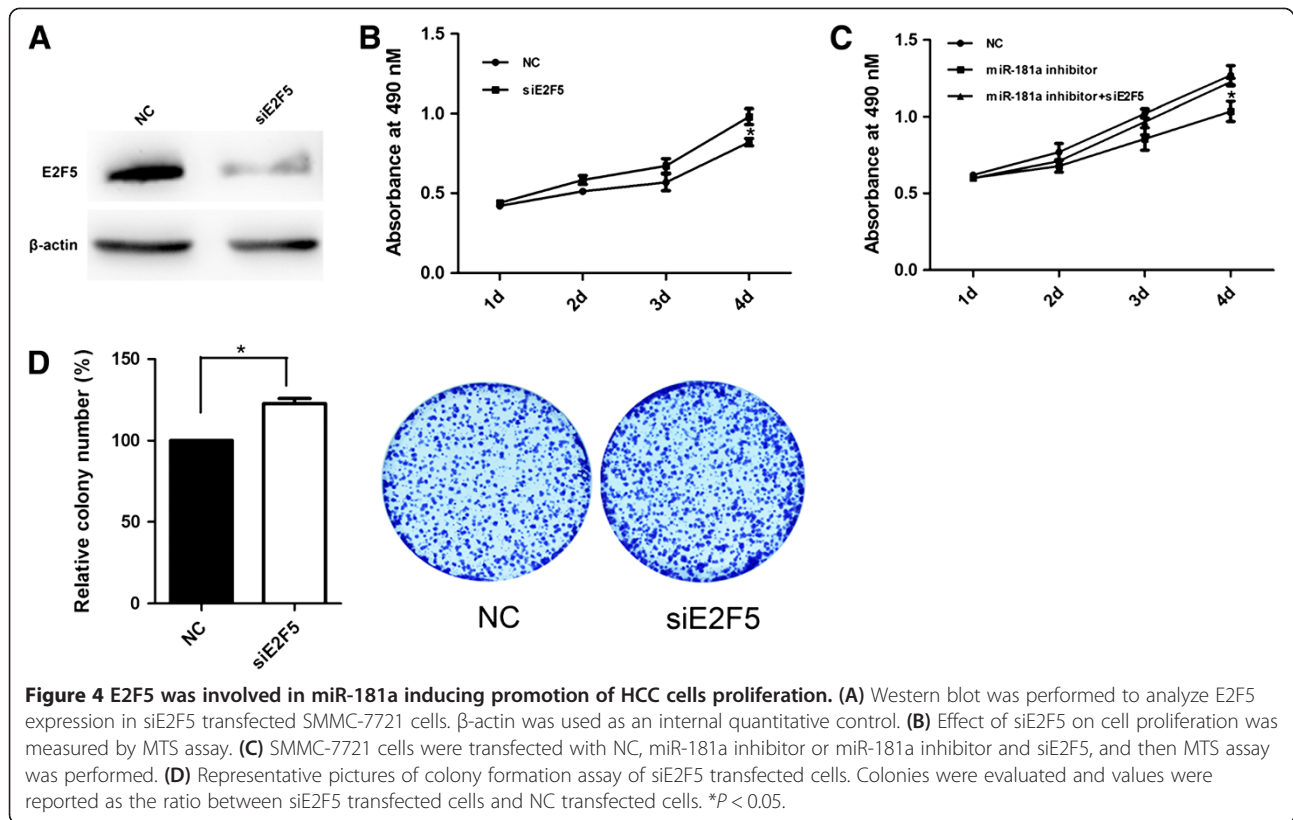 A
NC
siE2F5
E2F5
β-actin
B
Absorbance at 490 nM
1.5
1.0
0.5
0.0
NC
siE2F5
*
1d
2d
3d
4d
C
Absorbance at 490 nM
1.5
1.0
0.5
0.0
NC
miR-181a inhibitor
miR-181a inhibitor+siE2F5
*
1d
2d
3d
4d
D
Relative colony number (%)
150
100
50
0
*
NC
siE2F5
NC
siE2F5
Figure 4 E2F5 was involved in miR-181a inducing promotion of HCC cells proliferation. (A) Western blot was performed to analyze E2F5
expression in siE2F5 transfected SMMC-7721 cells. β-actin was used as an internal quantitative control. (B) Effect of siE2F5 on cell proliferation was
measured by MTS assay. (C) SMMC-7721 cells were transfected with NC, miR-181a inhibitor or miR-181a inhibitor and siE2F5, and then MTS assay
was performed. (D) Representative pictures of colony formation assay of siE2F5 transfected cells. Colonies were evaluated and values were
reported as the ratio between siE2F5 transfected cells and NC transfected cells. *P < 0.05.